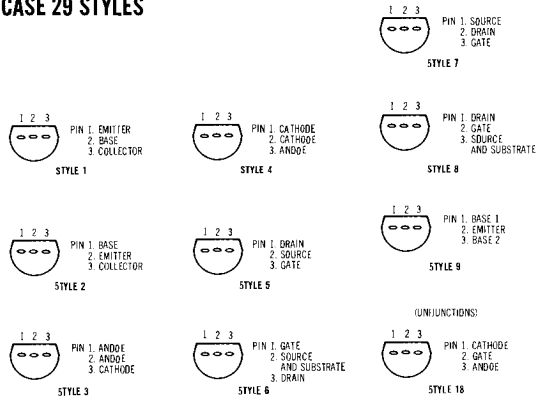 CASE 29 STYLES
1 2 3
PIN 1. SOURCE
2. DRAIN
3. GATE
STYLE 7
1 2 3
PIN 1. EMITTER
2. BASE
3. COLLECTOR
STYLE 1
1 2 3
PIN 1. CATHODE
2. CATHODE
3. ANDOE
STYLE 4
1 2 3
PIN 1. DRAIN
2. GATE
3. SOURCE
AND SUBSTRATE
STYLE 8
1 2 3
PIN 1. BASE
2. EMITTER
3. COLLECTOR
STYLE 2
1 2 3
PIN 1. DRAIN
2. SOURCE
3. GATE
STYLE 5
1 2 3
PIN 1. BASE 1
2. EMITTER
3. BASE 2
STYLE 9
1 2 3
PIN 1. ANDOE
2. ANDOE
3. CATHODE
STYLE 3
1 2 3
PIN 1. GATE
2. SOURCE
AND SUBSTRATE
3. DRAIN
STYLE 6
(UNIJUNCTIONS)
1 2 3
PIN 1. CATHODE
2. GATE
3. ANDOE
STYLE 18